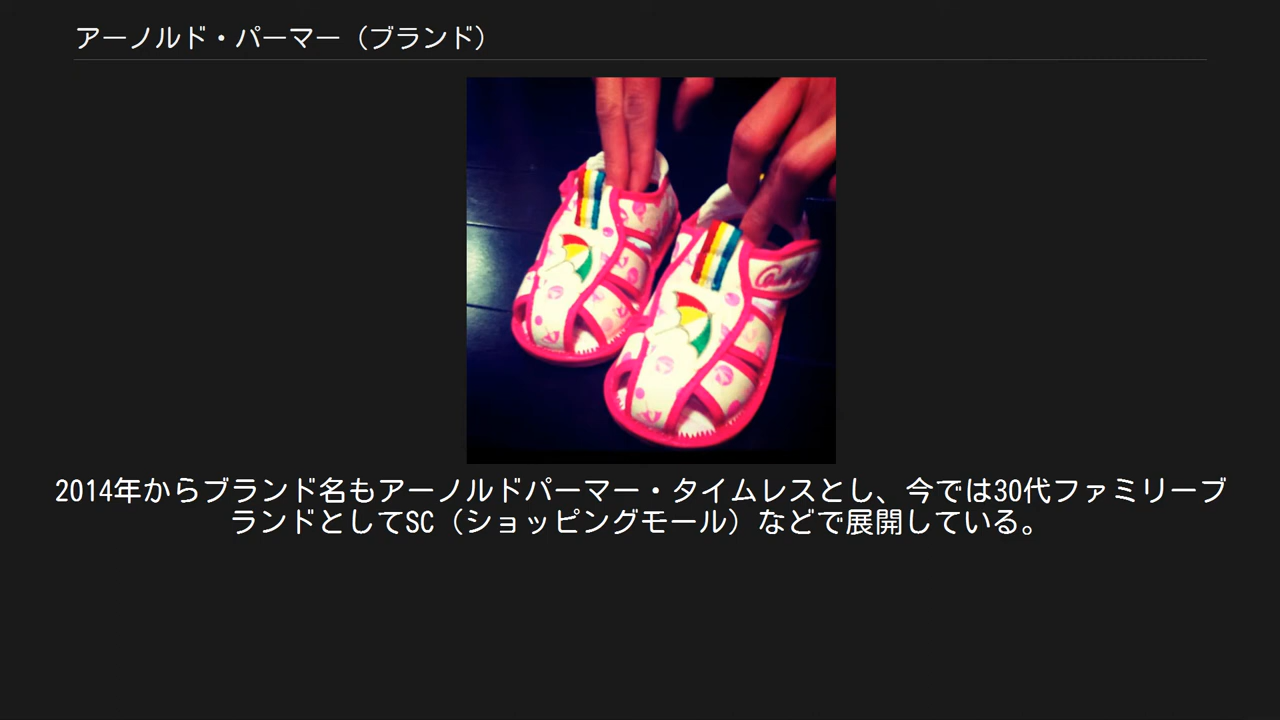 アーノルド・パーマー（ブランド）
2014年からブランド名もアーノルドパーマー・タイムレスとし、今では30代ファミリーブ
ランドとしてSC（ショッピングモール）などで展開している。